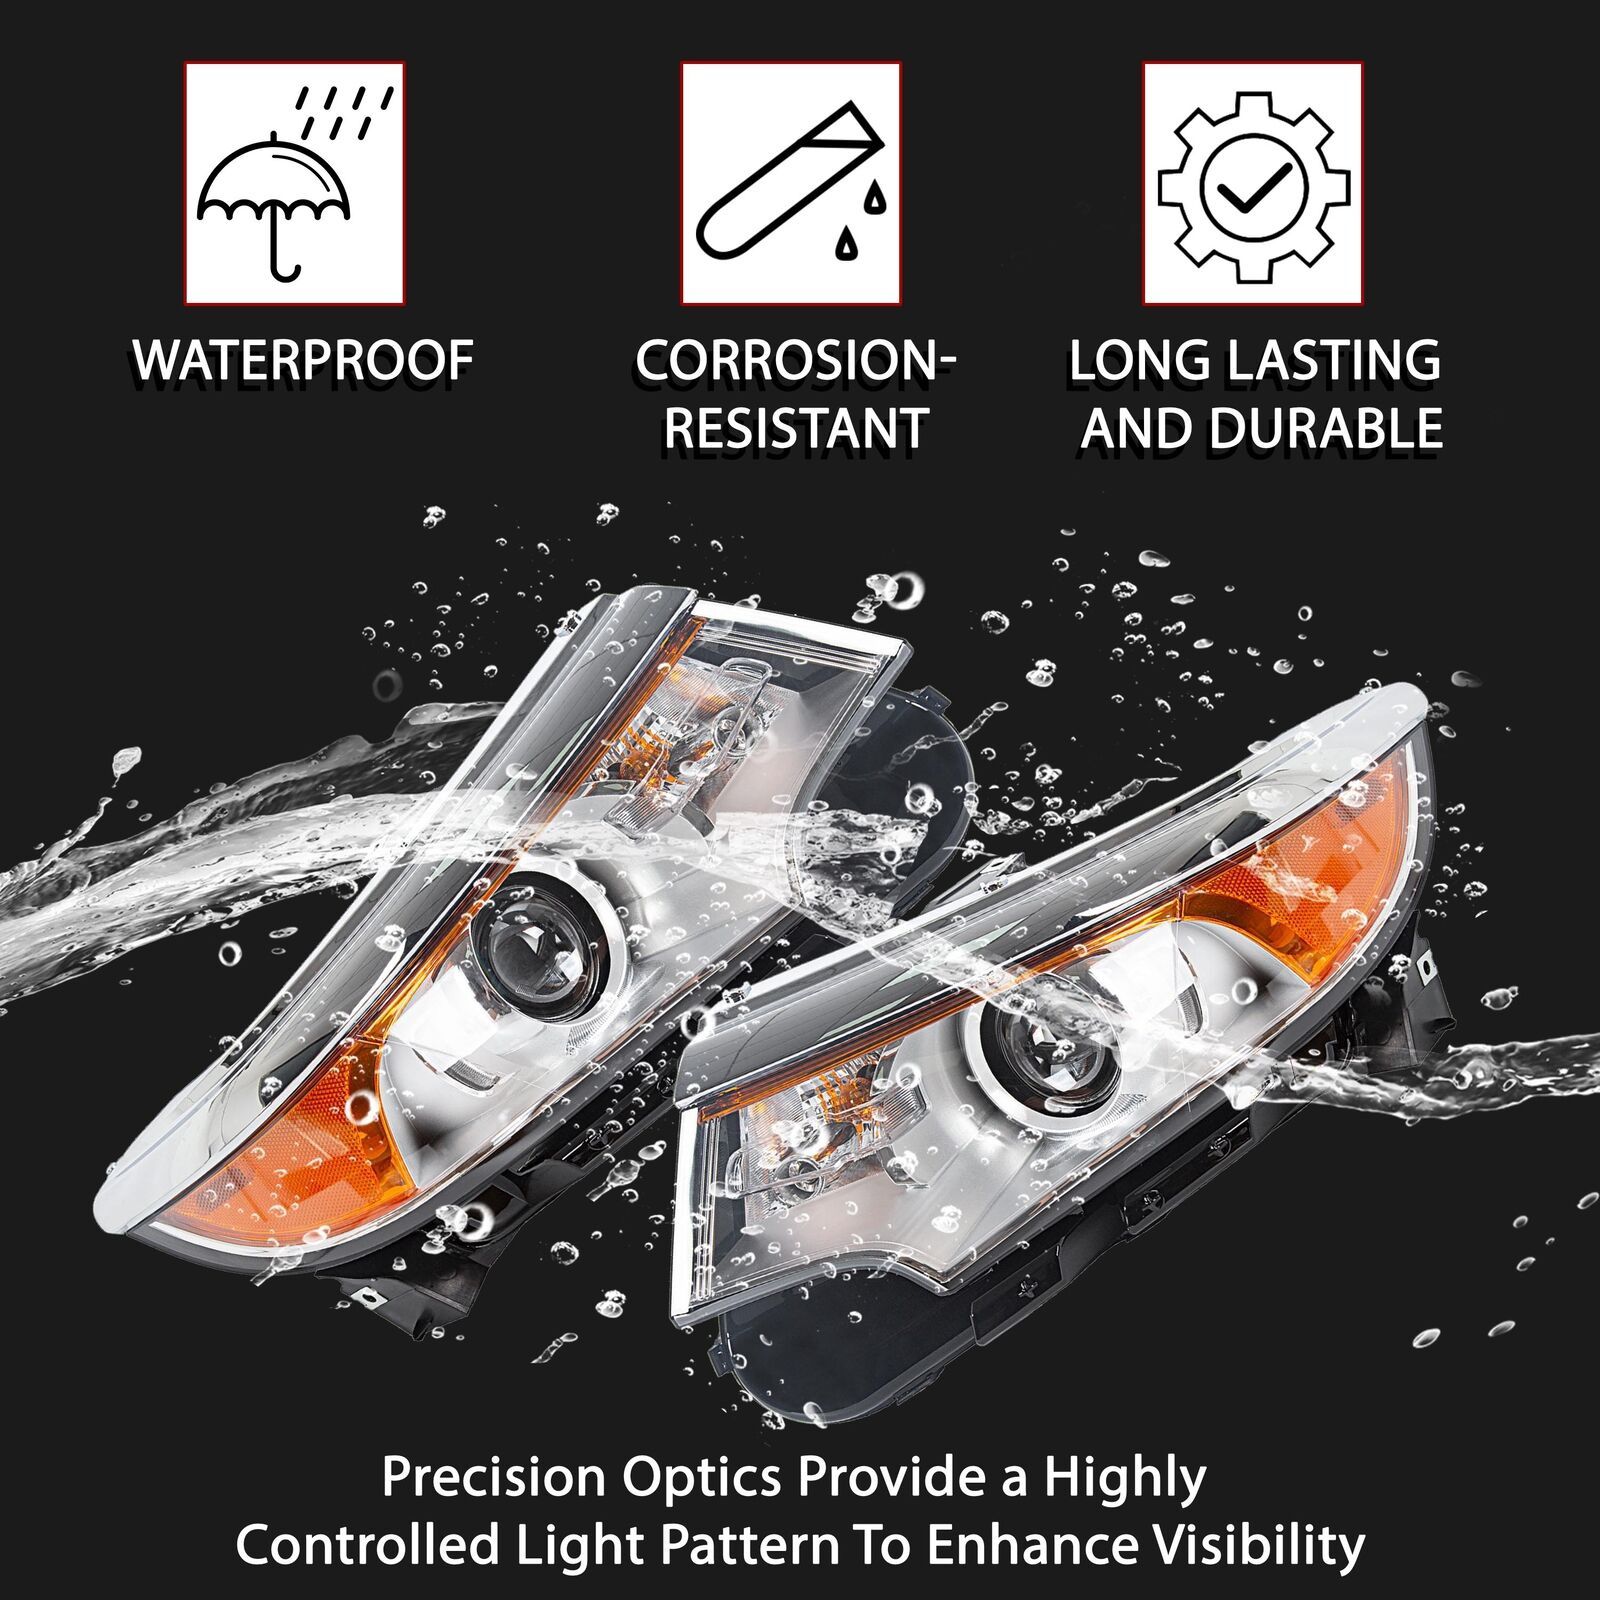 WATERPROOF
CORROSION-
RESISTANT
LONG LASTING
AND DURABLE
Precision Optics Provide a Highly
Controlled Light Pattern To Enhance Visibility